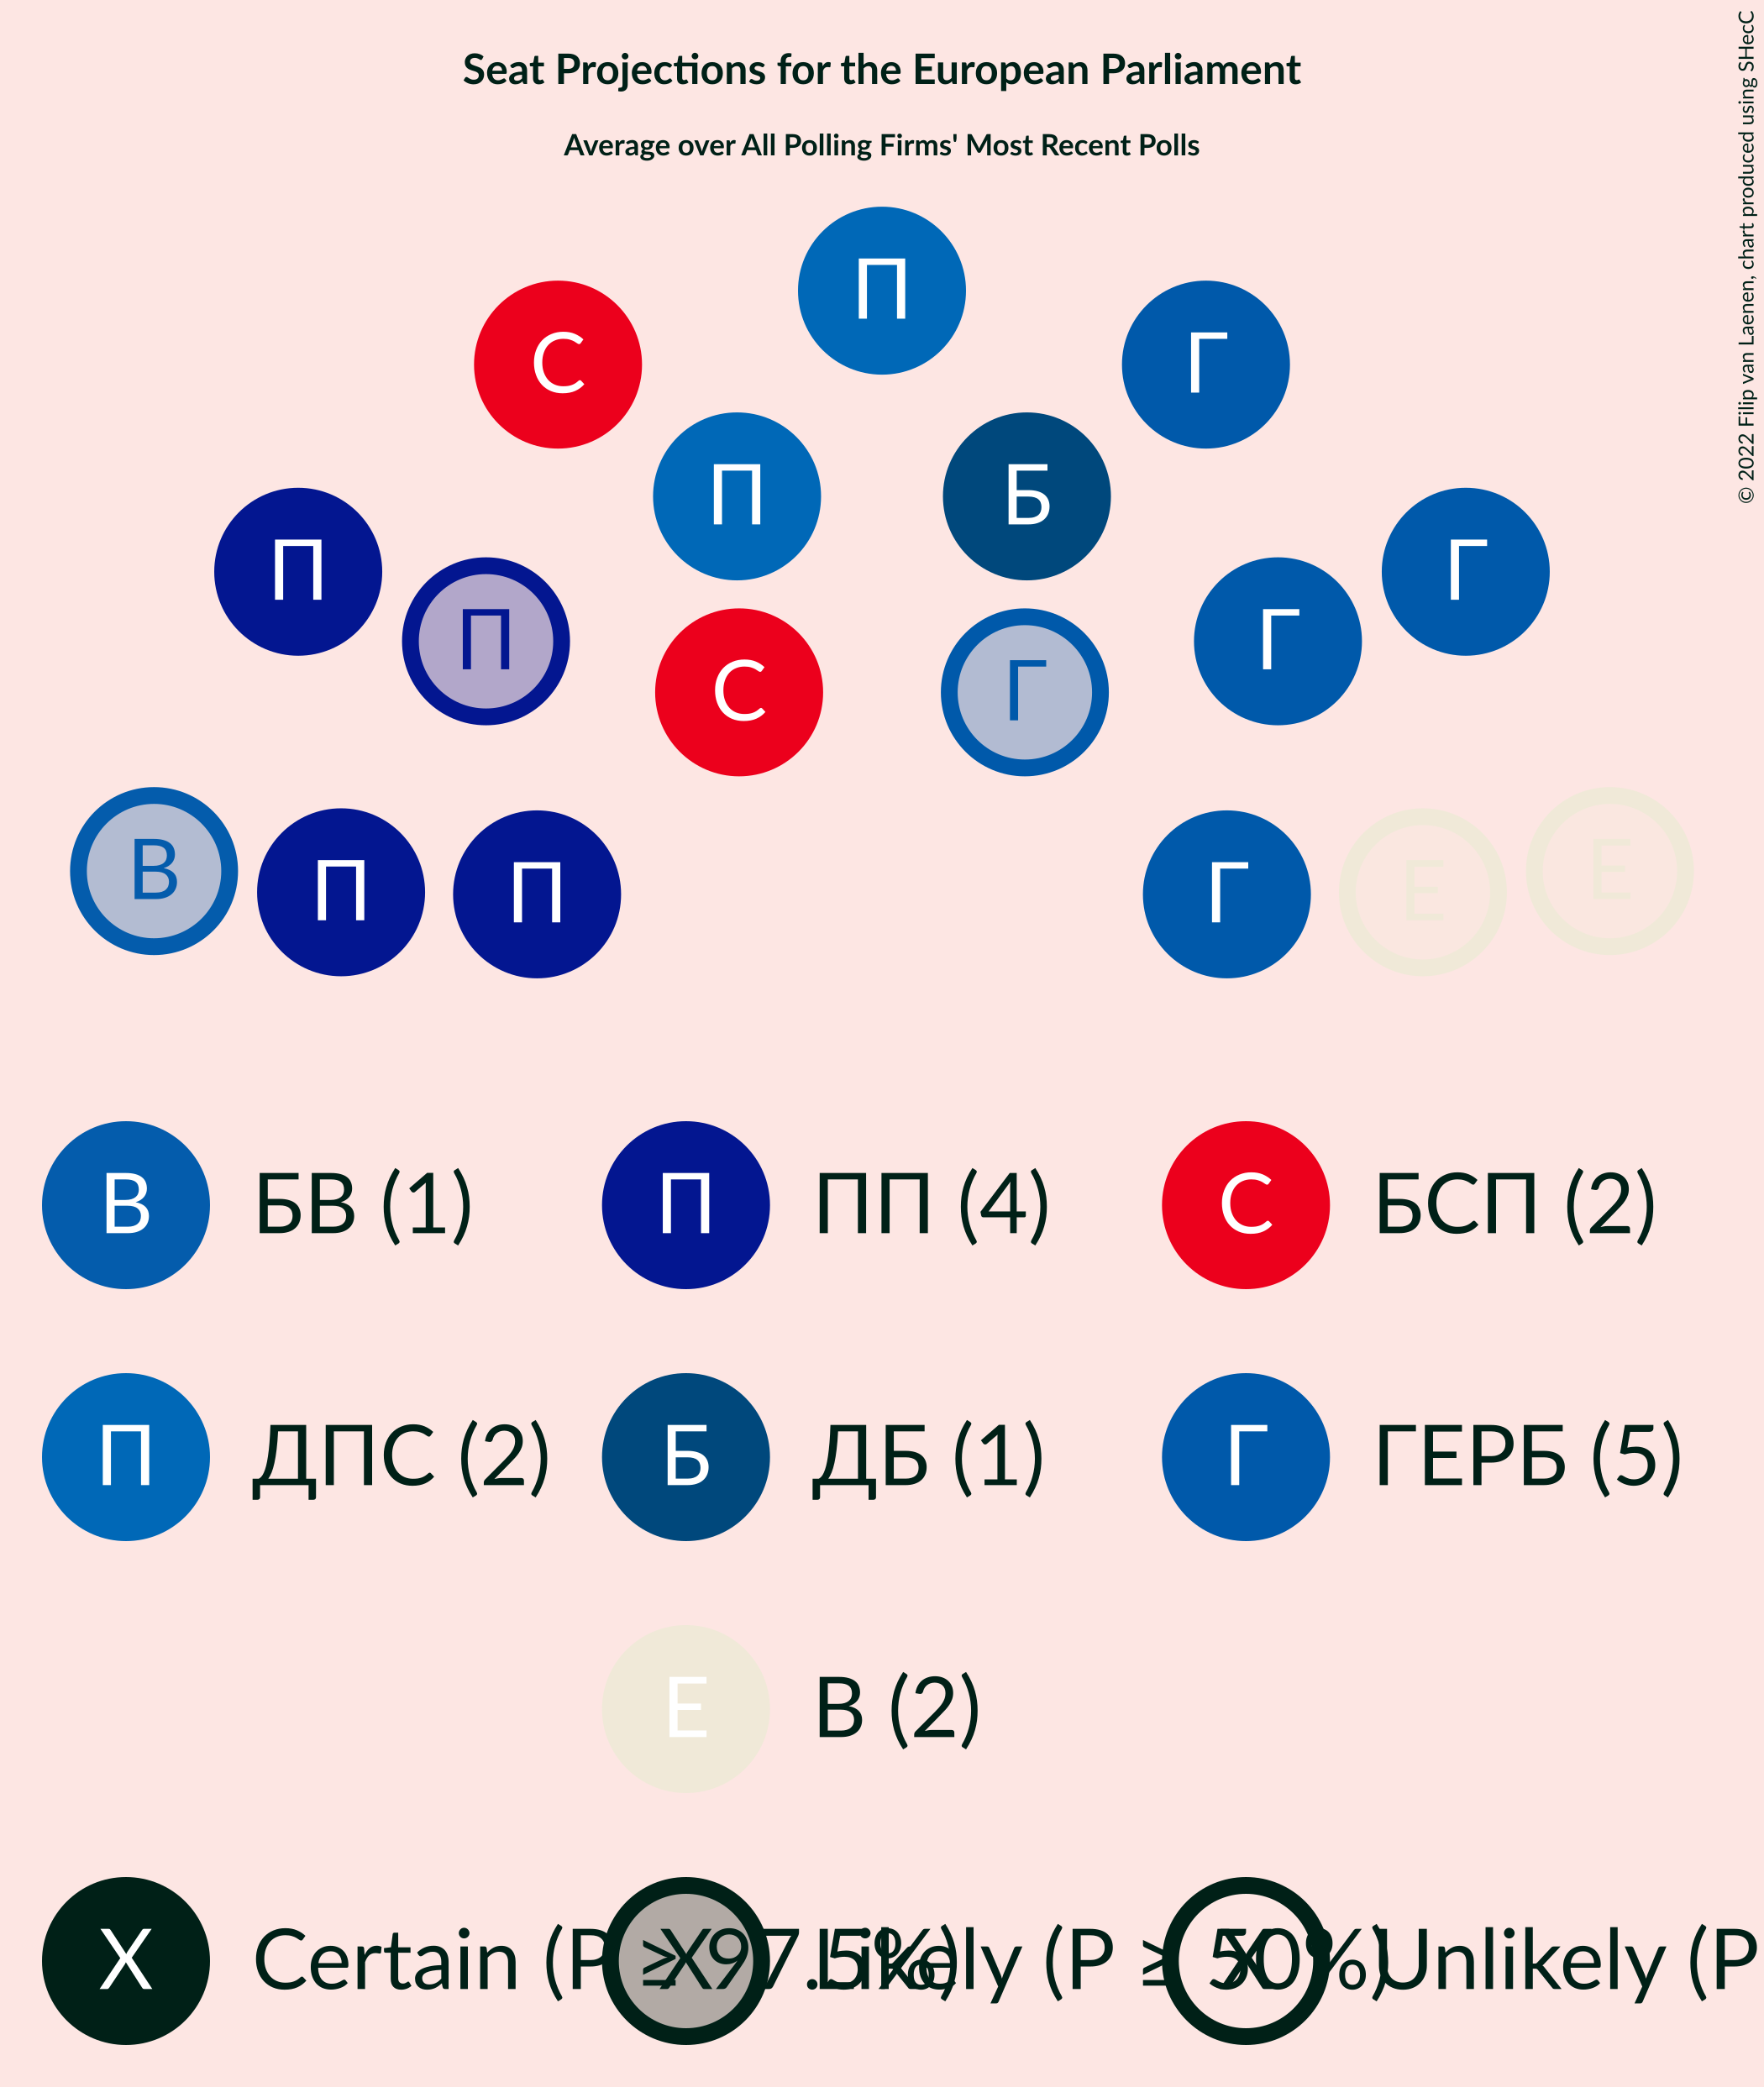 Seat Projections for the European Parliament
Average over All Polling Firms' Most Recent Polls
© 2022 Filip van Laenen, chart produced using SHecC
П
С
Г
П
Б
П
Г
П
Г
С
Г
В
П
П
Г
Е
Е
В БВ (1)
П ПП (4)
С БСП (2)
П ДПС (2)
Б ДБ (1)
Г ГЕРБ (5)
Е В (2)
X Certain (P ≥ 97.5%)
X Likely (P ≥ 50%)
X Unlikely (P